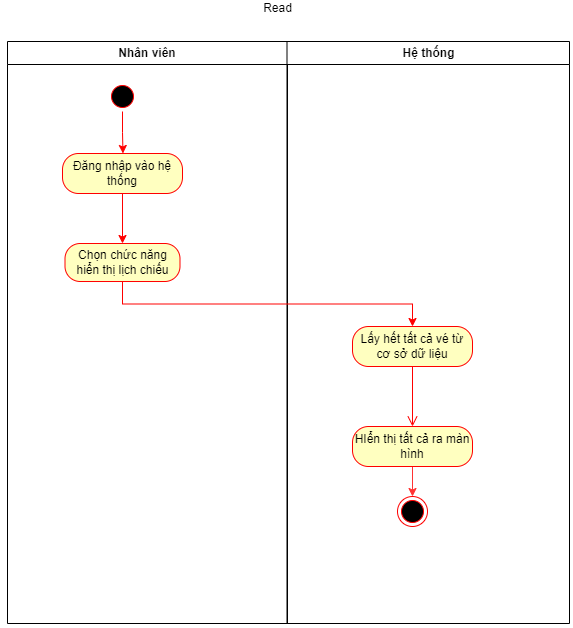 Read
Nhân viên
Hệ thống
Đăng nhập vào hệ
thống
Chọn chức năng
hiển thị lịch chiếu
Lấy hết tất cả vé từ
cơ sở dữ liệu
HIển thị tất cả ra màn
hình